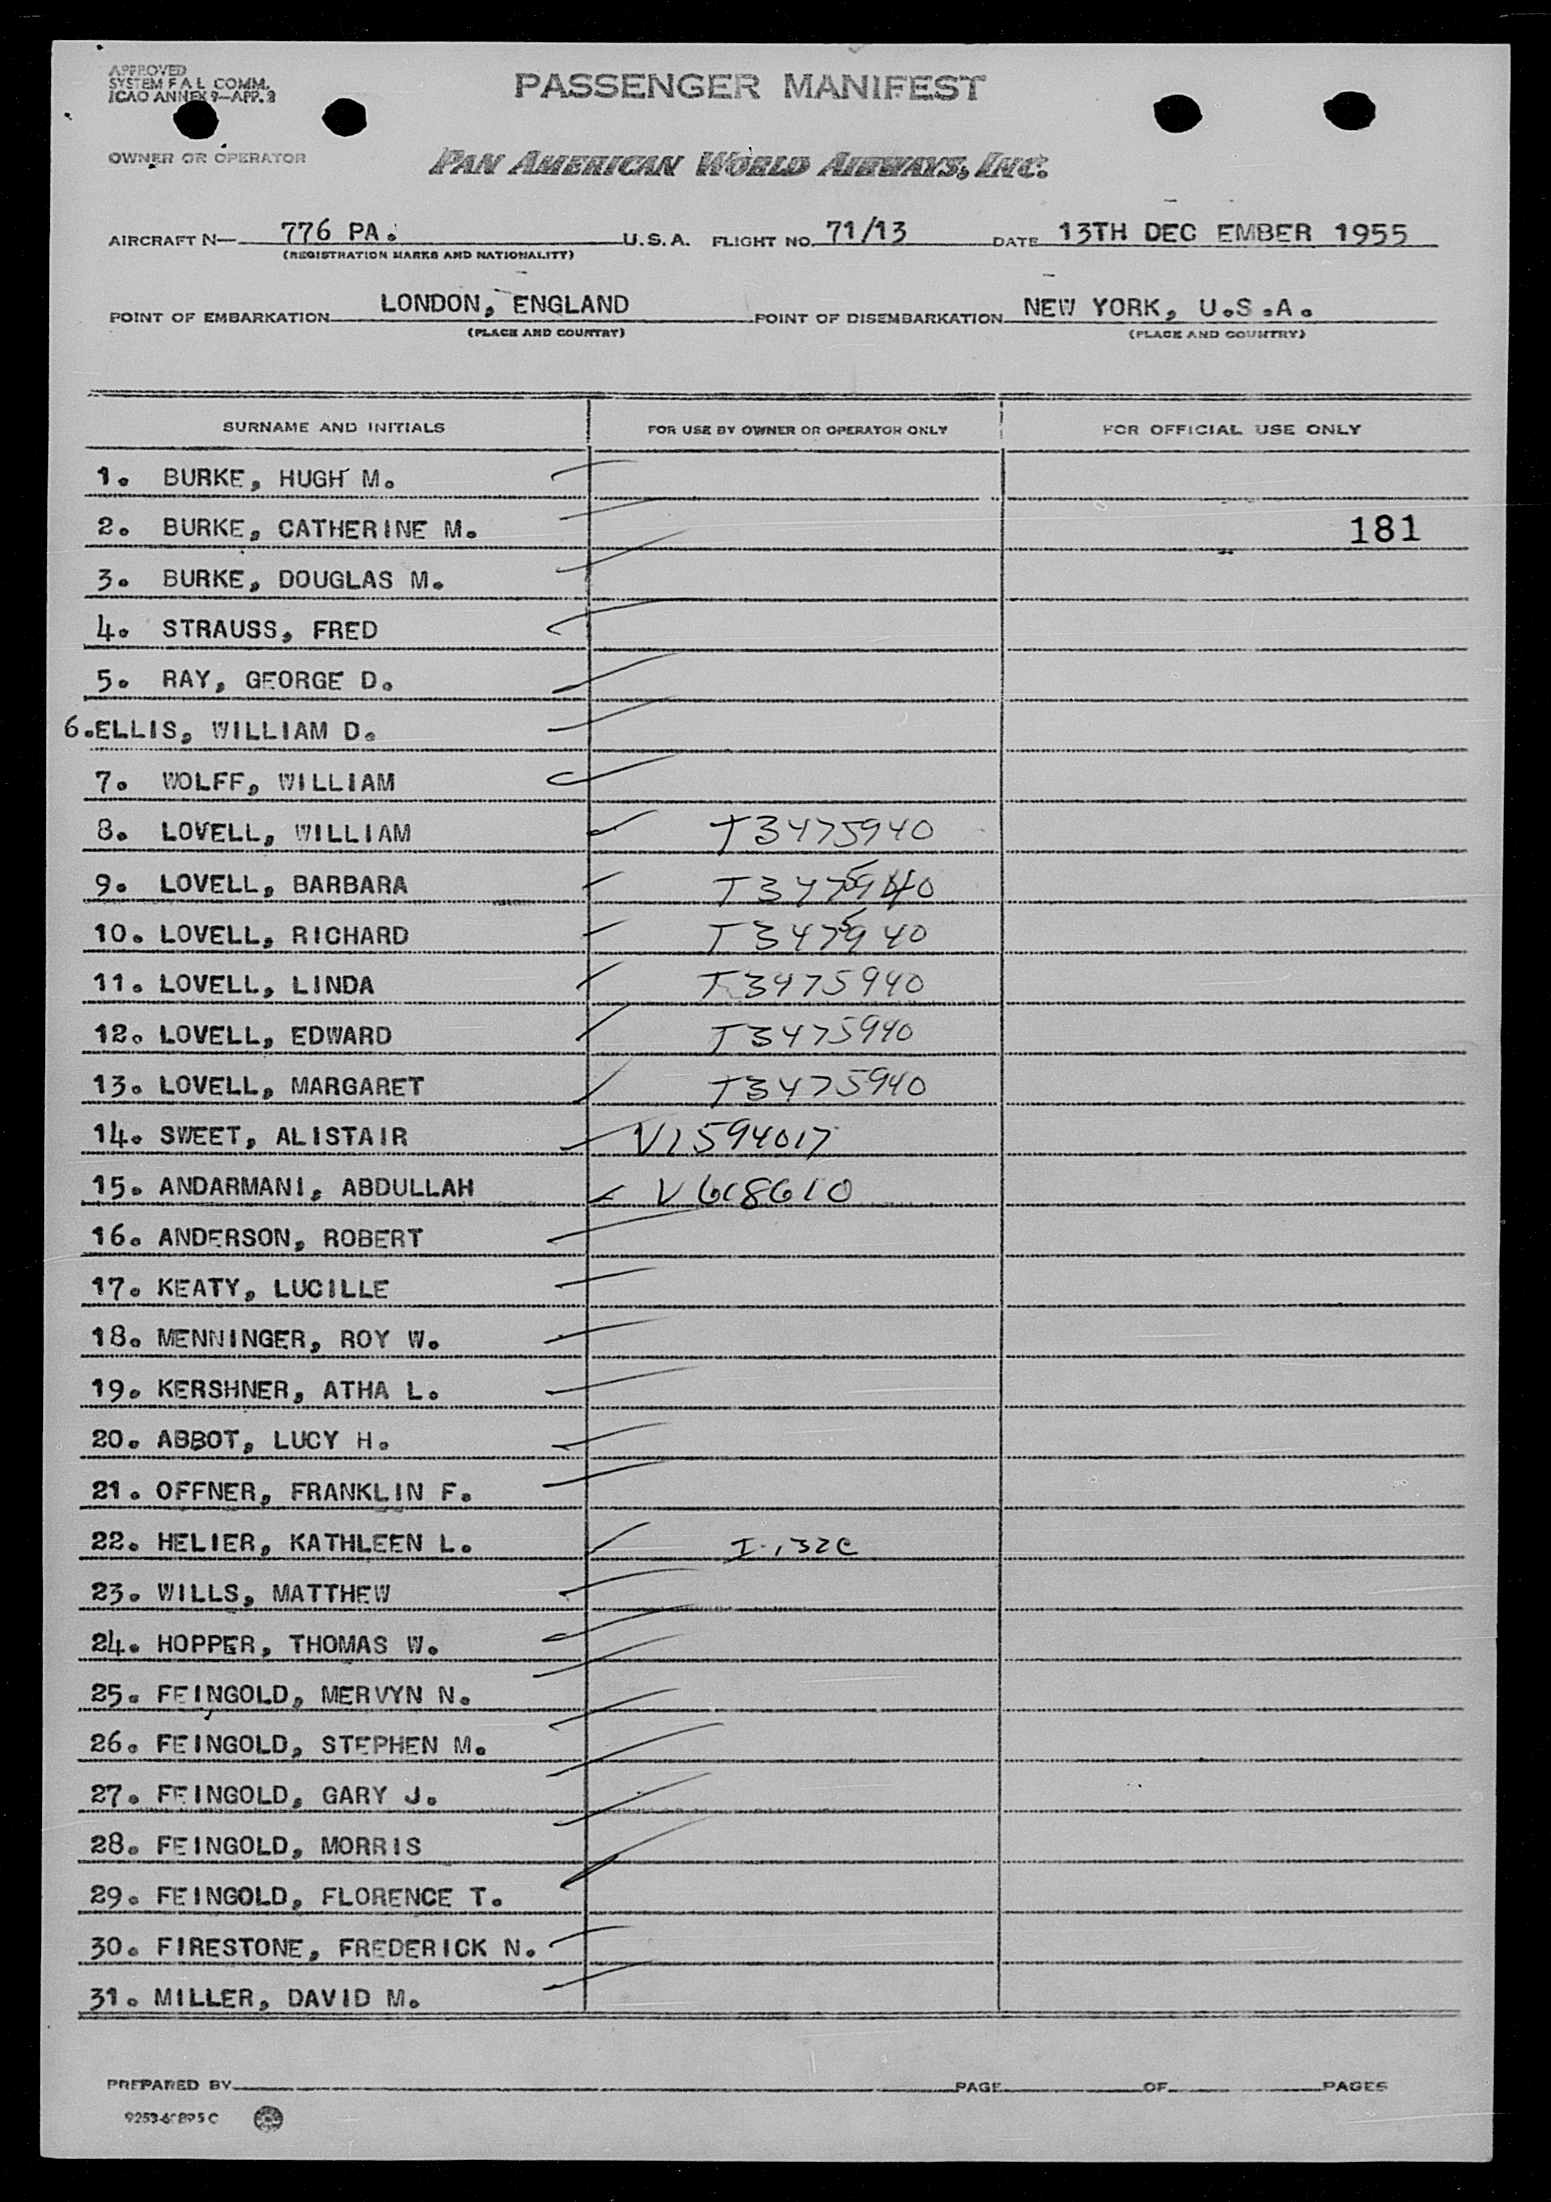 APPROVED
SYSTEM F A L COMM.
ICAO ANNEX 9—APP. 3
PASSENGER MANIFEST
OWNER OR OPERATOR
PAN AMERICAN WORLD AIRWAYS, INC.
AIRCRAFT N— 776 PA. U.S.A. FLIGHT NO. 71/13 DATE 13TH DEC EMBER 1955
(REGISTRATION MARKS AND NATIONALITY)
POINT OF EMBARKATION LONDON, ENGLAND POINT OF DISEMBARKATION NEW YORK, U.S.A.
(PLACE AND COUNTRY) (PLACE AND COUNTRY)
SURNAME AND INITIALS FOR USE BY OWNER OR OPERATOR ONLY FOR OFFICIAL USE ONLY
1. BURKE, HUGH M.
2. BURKE, CATHERINE M. 181
3. BURKE, DOUGLAS M.
4. STRAUSS, FRED
5. RAY, GEORGE D.
6. ELLIS, WILLIAM D.
7. WOLFF, WILLIAM
8. LOVELL, WILLIAM T3475940
9. LOVELL, BARBARA T3475940
10. LOVELL, RICHARD T3475940
11. LOVELL, LINDA T3475940
12. LOVELL, EDWARD T3475940
13. LOVELL, MARGARET T3475940
14. SWEET, ALISTAIR V1594017
15. ANDARMANI, ABDULLAH V618610
16. ANDERSON, ROBERT
17. KEATY, LUCILLE
18. MENNINGER, ROY W.
19. KERSHNER, ATHA L.
20. ABBOT, LUCY H.
21. OFFNER, FRANKLIN F.
22. HELIER, KATHLEEN L.
23. WILLS, MATTHEW
24. HOPPER, THOMAS W.
25. FEINGOLD, MERVYN N.
26. FEINGOLD, STEPHEN M.
27. FEINGOLD, GARY J.
28. FEINGOLD, MORRIS
29. FEINGOLD, FLORENCE T.
30. FIRESTONE, FREDERICK N.
31. MILLER, DAVID M.
PREPARED BY PAGE OF PAGES